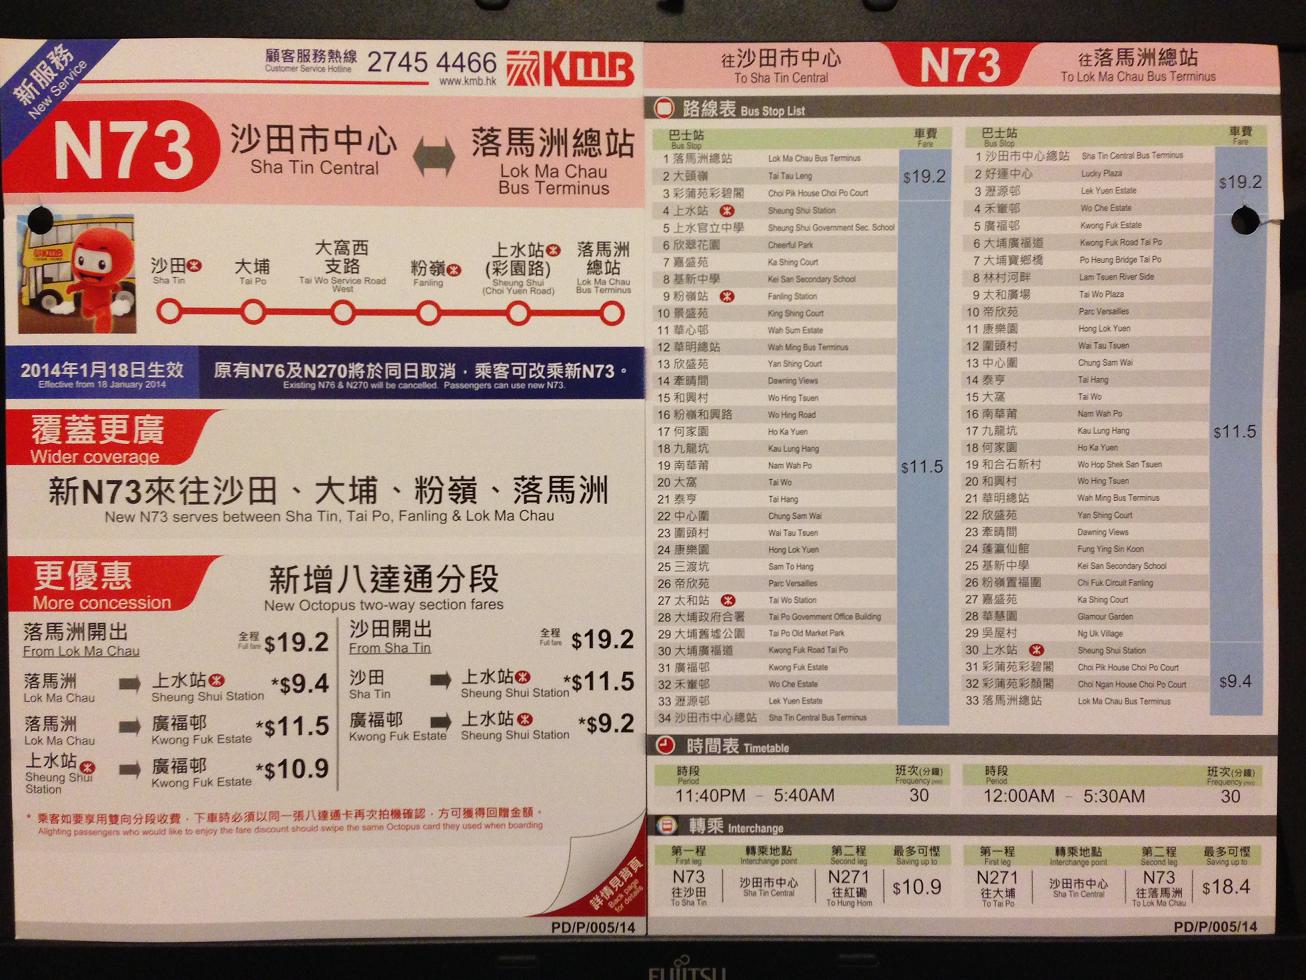 新服務
New Service
顧客服務熱線 2745 4466
Customer Service Hotline
www.kmb.hk
KMB
N73
沙田市中心
Sha Tin Central
落馬洲總站
Lok Ma Chau
Bus Terminus
沙田
Sha Tin
大埔
Tai Po
大窩西
支路
Tai Wo Service Road
West
粉嶺
Fanling
上水站
(彩園路)
Sheung Shui
(Choi Yuen Road)
落馬洲
總站
Lok Ma Chau
Bus Terminus
2014年1月18日生效
Effective from 18 January 2014
原有N76及N270將於同日取消，乘客可改乘新N73。
Existing N76 & N270 will be cancelled. Passengers can use new N73.
覆蓋更廣
Wider coverage
新N73來往沙田、大埔、粉嶺、落馬洲
New N73 serves between Sha Tin, Tai Po, Fanling & Lok Ma Chau
更優惠
More concession
新增八達通分段
New Octopus two-way section fares
落馬洲開出
From Lok Ma Chau
全程
Full fare
$19.2
落馬洲 上水站 *$9.4
Lok Ma Chau Sheung Shui Station
落馬洲 廣福邨 *$11.5
Lok Ma Chau Kwong Fuk Estate
上水站 廣福邨 *$10.9
Sheung Shui Station Kwong Fuk Estate
沙田開出
From Sha Tin
全程
Full fare
$19.2
沙田 上水站 *$11.5
Sha Tin Sheung Shui Station
廣福邨 上水站 *$9.2
Kwong Fuk Estate Sheung Shui Station
* 乘客如要享用雙向分段收費，下車時必須以同一張八達通卡再次拍機確認，方可獲得回贈金額。
Alighting passengers who would like to enjoy the fare discount should swipe the same Octopus card they used when boarding
詳情見背頁
Back page
for details
PD/P/005/14
往沙田市中心
To Sha Tin Central
N73
往落馬洲總站
To Lok Ma Chau Bus Terminus
路線表 Bus Stop List
巴士站 車費
Bus Stop Fare
1 落馬洲總站 Lok Ma Chau Bus Terminus
2 大頭嶺 Tai Tau Leng
$19.2
3 彩蒲苑彩碧閣 Choi Pik House Choi Po Court
4 上水站 Sheung Shui Station
5 上水官立中學 Sheung Shui Government Sec. School
6 欣翠花園 Cheerful Park
7 嘉盛苑 Ka Shing Court
8 基新中學 Kei San Secondary School
9 粉嶺站 Fanling Station
10 景盛苑 King Shing Court
11 華心邨 Wah Sum Estate
12 華明總站 Wah Ming Bus Terminus
13 欣盛苑 Yan Shing Court
14 牽晴間 Dawning Views
15 和興村 Wo Hing Tsuen
16 粉嶺和興路 Wo Hing Road
17 何家園 Ho Ka Yuen
18 九龍坑 Kau Lung Hang
19 南華莆 Nam Wah Po
$11.5
20 大窩 Tai Wo
21 泰亨 Tai Hang
22 中心圍 Chung Sam Wai
23 圍頭村 Wai Tau Tsuen
24 康樂園 Hong Lok Yuen
25 三渡坑 Sam To Hang
26 帝欣苑 Parc Versailles
27 太和站 Tai Wo Station
28 大埔政府合署 Tai Po Government Office Building
29 大埔舊墟公園 Tai Po Old Market Park
30 大埔廣福道 Kwong Fuk Road Tai Po
31 廣福邨 Kwong Fuk Estate
32 禾輋邨 Wo Che Estate
33 瀝源邨 Lek Yuen Estate
34 沙田市中心總站 Sha Tin Central Bus Terminus
巴士站 車費
Bus Stop Fare
1 沙田市中心總站 Sha Tin Central Bus Terminus
2 好運中心 Lucky Plaza
$19.2
3 瀝源邨 Lek Yuen Estate
4 禾輋邨 Wo Che Estate
5 廣福邨 Kwong Fuk Estate
6 大埔廣福道 Kwong Fuk Road Tai Po
7 大埔寶鄉橋 Po Heung Bridge Tai Po
8 林村河畔 Lam Tsuen River Side
9 太和廣場 Tai Wo Plaza
10 帝欣苑 Parc Versailles
11 康樂園 Hong Lok Yuen
12 圍頭村 Wai Tau Tsuen
13 中心圍 Chung Sam Wai
14 泰亨 Tai Hang
15 大窩 Tai Wo
16 南華莆 Nam Wah Po
17 九龍坑 Kau Lung Hang
$11.5
18 何家園 Ho Ka Yuen
19 和合石新村 Wo Hop Shek San Tsuen
20 和興村 Wo Hing Tsuen
21 華明總站 Wah Ming Bus Terminus
22 欣盛苑 Yan Shing Court
23 牽晴間 Dawning Views
24 蓬瀛仙館 Fung Ying Sin Koon
25 基新中學 Kei San Secondary School
26 粉嶺置福圍 Chi Fuk Circuit Fanling
27 嘉盛苑 Ka Shing Court
28 華慧園 Glamour Garden
29 吳屋村 Ng Uk Village
30 上水站 Sheung Shui Station
31 彩蒲苑彩碧閣 Choi Pik House Choi Po Court
32 彩蒲苑彩顏閣 Choi Ngan House Choi Po Court
$9.4
33 落馬洲總站 Lok Ma Chau Bus Terminus
時間表 Timetable
時段 班次(分鐘)
Period Frequency(min)
11:40PM – 5:40AM 30
時段 班次(分鐘)
Period Frequency(min)
12:00AM – 5:30AM 30
轉乘 Interchange
第一程 轉乘地點 第二程 最多可慳
First leg Interchange point Second leg Saving up to
N73 往沙田 To Sha Tin
沙田市中心 Sha Tin Central
N271 往紅磡 To Hung Hom
$10.9
第一程 轉乘地點 第二程 最多可慳
First leg Interchange point Second leg Saving up to
N271 往大埔 To Tai Po
沙田市中心 Sha Tin Central
N73 往落馬洲 To Lok Ma Chau
$18.4
PD/P/005/14
FUJITSU